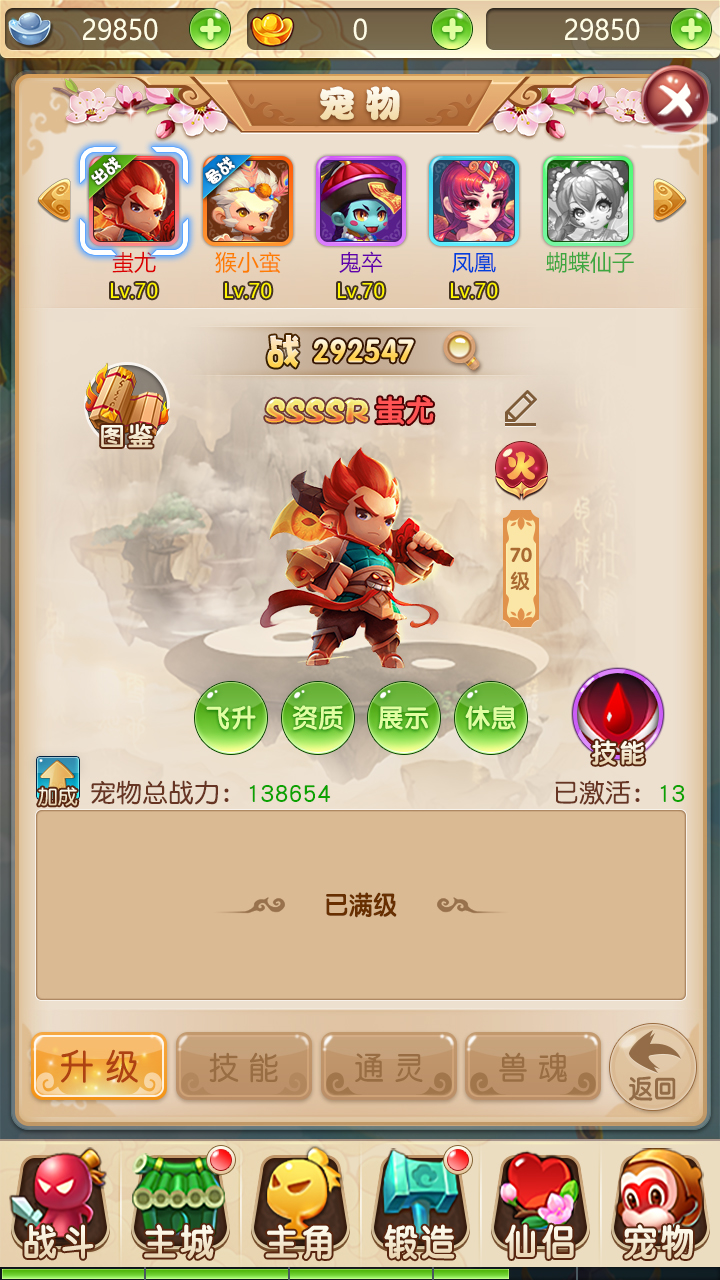 29850 0 29850
宠物
出战 备战
蚩尤 猴小蛮 鬼卒 凤凰 蝴蝶仙子
Lv.70 Lv.70 Lv.70 Lv.70
战 292547
图鉴
SSSSR 蚩尤
火
70
级
飞升 资质 展示 休息
技能
加成 宠物总战力： 138654 已激活： 13
已满级
升级 技能 通灵 兽魂 返回
战斗 主城 主角 锻造 仙侣 宠物